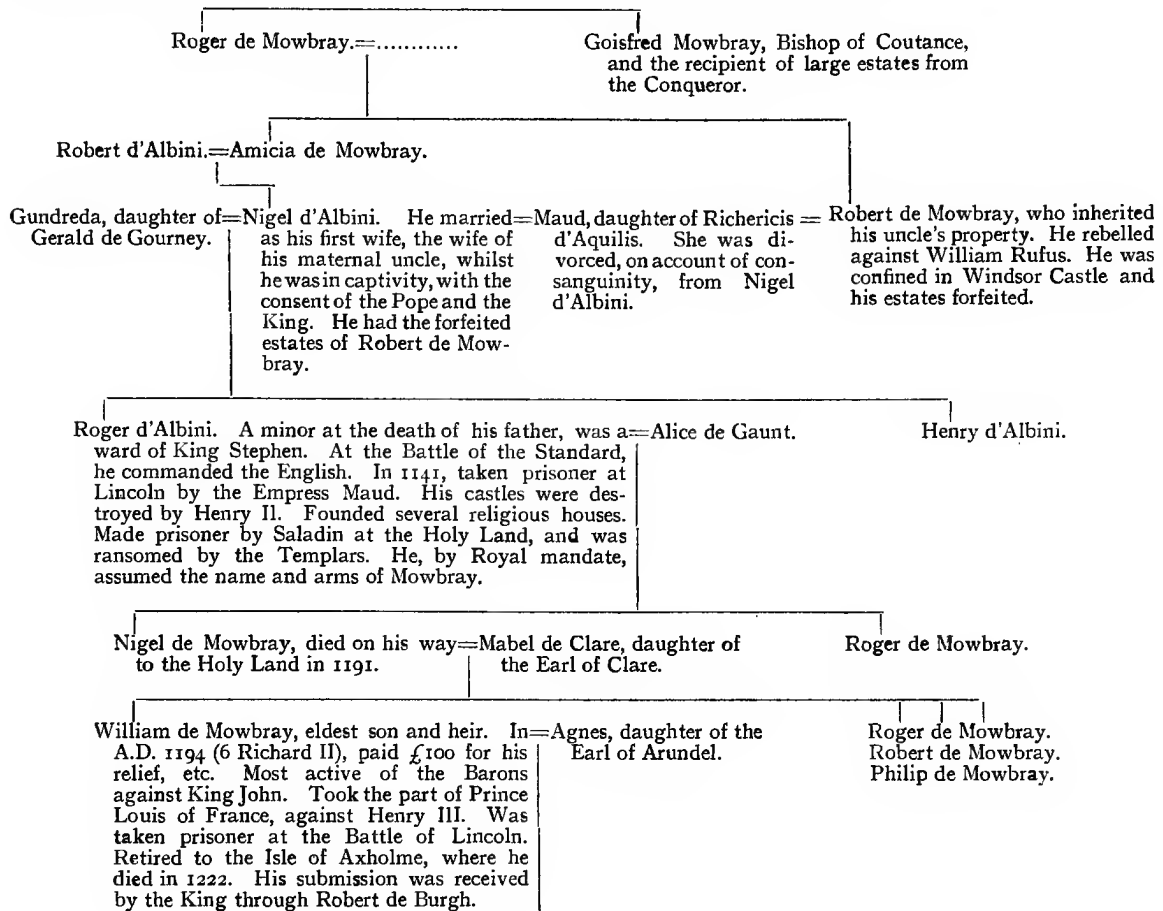 Roger de Mowbray.=............
Goisfred Mowbray, Bishop of Coutance,
and the recipient of large estates from
the Conqueror.
Robert d'Albini.=Amicia de Mowbray.
Gundreda, daughter of=
Gerald de Gourney.
Nigel d'Albini. He married=
as his first wife, the wife of
his maternal uncle, whilst
he was in captivity, with the
consent of the Pope and the
King. He had the forfeited
estates of Robert de Mow-
bray.
Maud, daughter of Richericis =
d'Aquilis. She was di-
vorced, on account of con-
sanguinity, from Nigel
d'Albini.
Robert de Mowbray, who inherited
his uncle's property. He rebelled
against William Rufus. He was
confined in Windsor Castle and
his estates forfeited.
Roger d'Albini. A minor at the death of his father, was a=
ward of King Stephen. At the Battle of the Standard,
he commanded the English. In 1141, taken prisoner at
Lincoln by the Empress Maud. His castles were des-
troyed by Henry II. Founded several religious houses.
Made prisoner by Saladin at the Holy Land, and was
ransomed by the Templars. He, by Royal mandate,
assumed the name and arms of Mowbray.
Alice de Gaunt.
Henry d'Albini.
Nigel de Mowbray, died on his way=
to the Holy Land in 1191.
Mabel de Clare, daughter of
the Earl of Clare.
Roger de Mowbray.
William de Mowbray, eldest son and heir. In=
A.D. 1194 (6 Richard II), paid £100 for his
relief, etc. Most active of the Barons
against King John. Took the part of Prince
Louis of France, against Henry III. Was
taken prisoner at the Battle of Lincoln.
Retired to the Isle of Axholme, where he
died in 1222. His submission was received
by the King through Robert de Burgh.
Agnes, daughter of the
Earl of Arundel.
Roger de Mowbray.
Robert de Mowbray.
Philip de Mowbray.